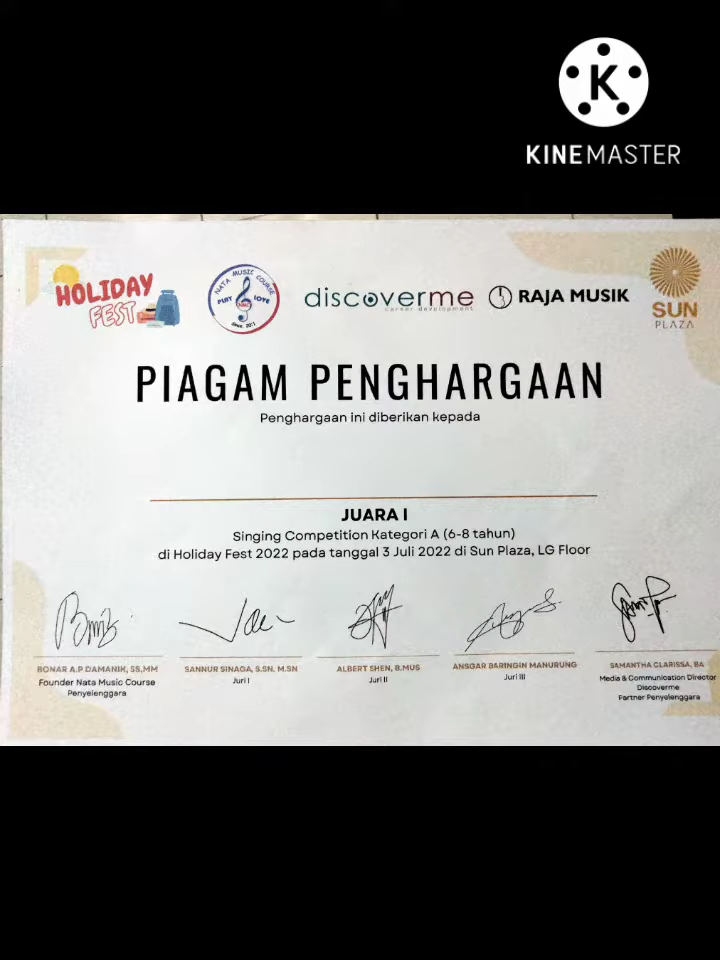 KINEMASTER
HOLIDAY FEST
NATA MUSIC COURSE
PLAY LOVE
discoverme
career development
RAJA MUSIK
SUN
PLAZA
PIAGAM PENGHARGAAN
Penghargaan ini diberikan kepada
JUARA I
Singing Competition Kategori A (6-8 tahun)
di Holiday Fest 2022 pada tanggal 3 Juli 2022 di Sun Plaza, LG Floor
BONAR A.P DAMANIK, SS,MM
Founder Nata Music Course
Penyelenggara
SANNUR SINAGA, S.SN. M.SN
Juri I
ALBERT SHEN, B.MUS
Juri II
ANSGAR BARINGIN MANURUNG
Juri III
SAMANTHA CLARISSA, BA
Media & Communication Director
Discoverme
Partner Penyelenggara